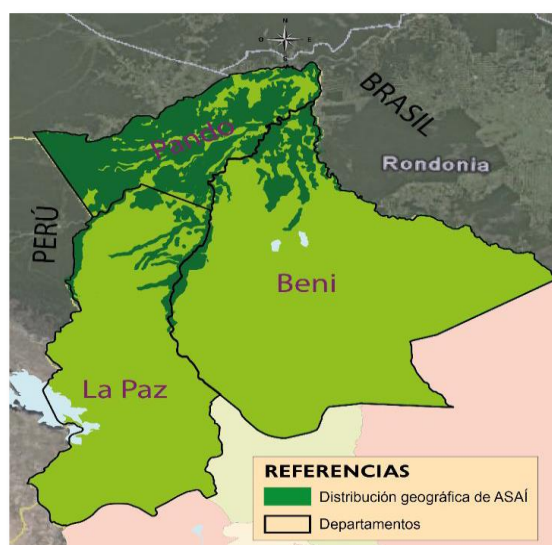 N
O E
S
BRASIL
Pando
Rondonia
PERÚ
Beni
La Paz
REFERENCIAS
Distribución geográfica de ASAÍ
Departamentos